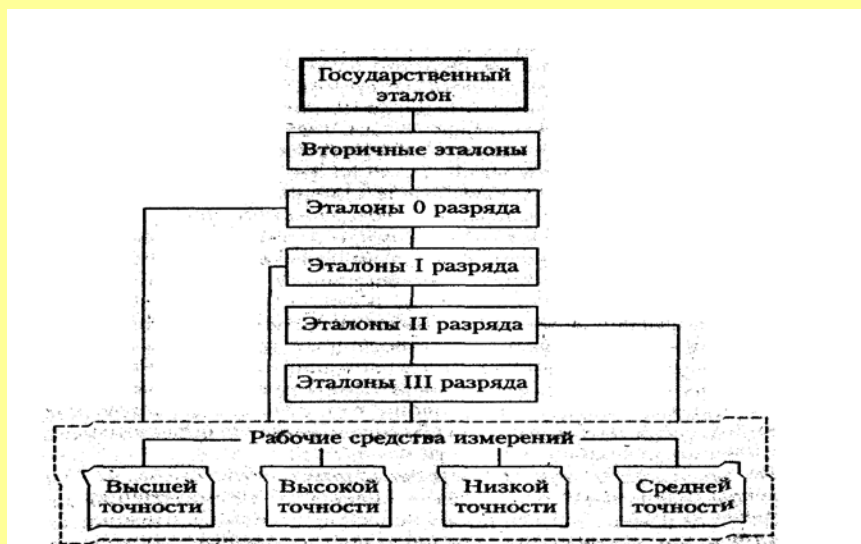 Государственный
эталон
Вторичные эталоны
Эталоны 0 разряда
Эталоны I разряда
Эталоны II разряда
Эталоны III разряда
Рабочие средства измерений
Высшей
точности
Высокой
точности
Низкой
точности
Средней
точности